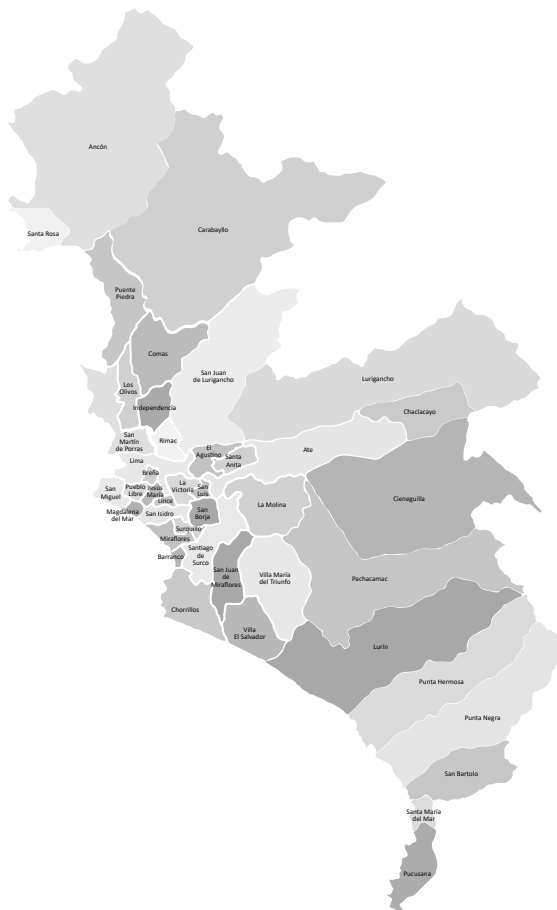 Ancón
Santa Rosa
Carabayllo
Puente
Piedra
Comas
San Juan
de Lurigancho
Lurigancho
Los
Olivos
Chaclacayo
Independencia
San
Martín
de Porras
Rímac
El
Agustino
Santa
Anita
Ate
Lima
Breña
La
Victoria
San
Luis
Cieneguilla
San
Miguel
Pueblo
Libre
Jesús
María
Lince
La Molina
Magdalena
del Mar
San Isidro
San
Borja
Surquillo
Miraflores
Barranco
Santiago
de
Surco
San Juan
de
Miraflores
Villa María
del Triunfo
Pachacamac
Chorrillos
Villa
El Salvador
Lurín
Punta Hermosa
Punta Negra
San Bartolo
Santa María
del Mar
Pucusana